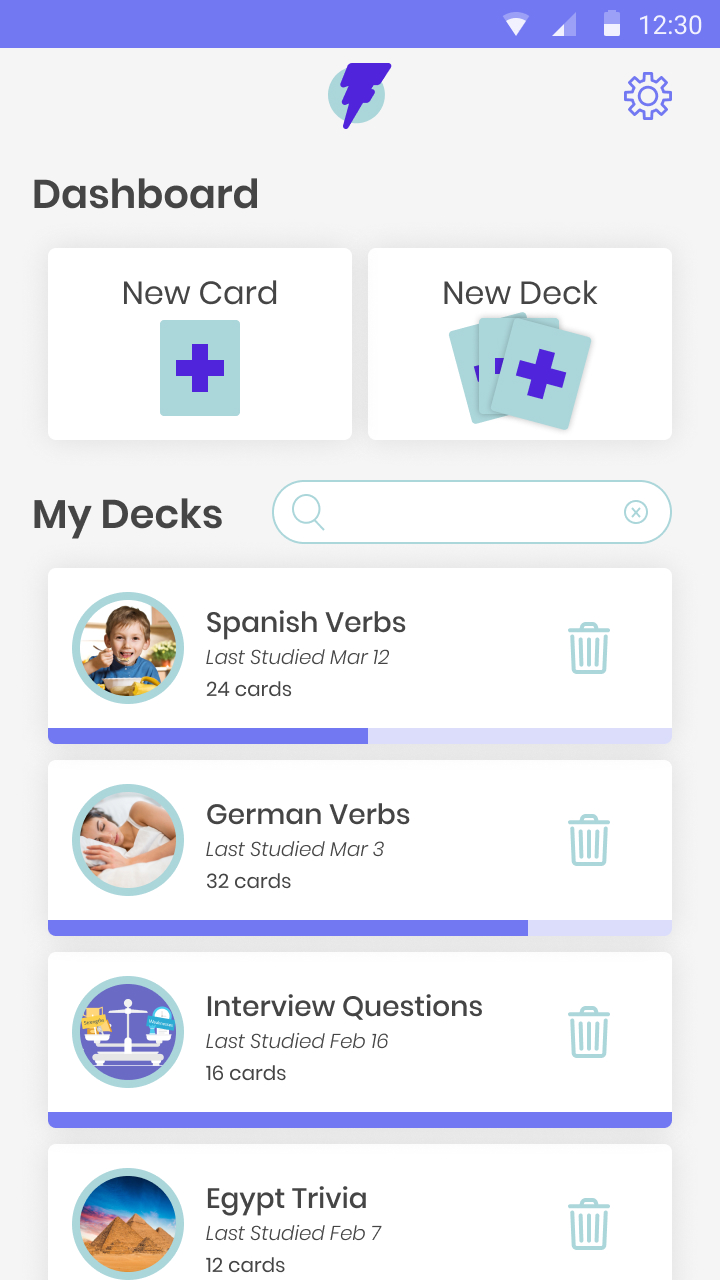 12:30
Dashboard
New Card
New Deck
My Decks
Spanish Verbs
Last Studied Mar 12
24 cards
German Verbs
Last Studied Mar 3
32 cards
Interview Questions
Last Studied Feb 16
16 cards
Egypt Trivia
Last Studied Feb 7
12 cards